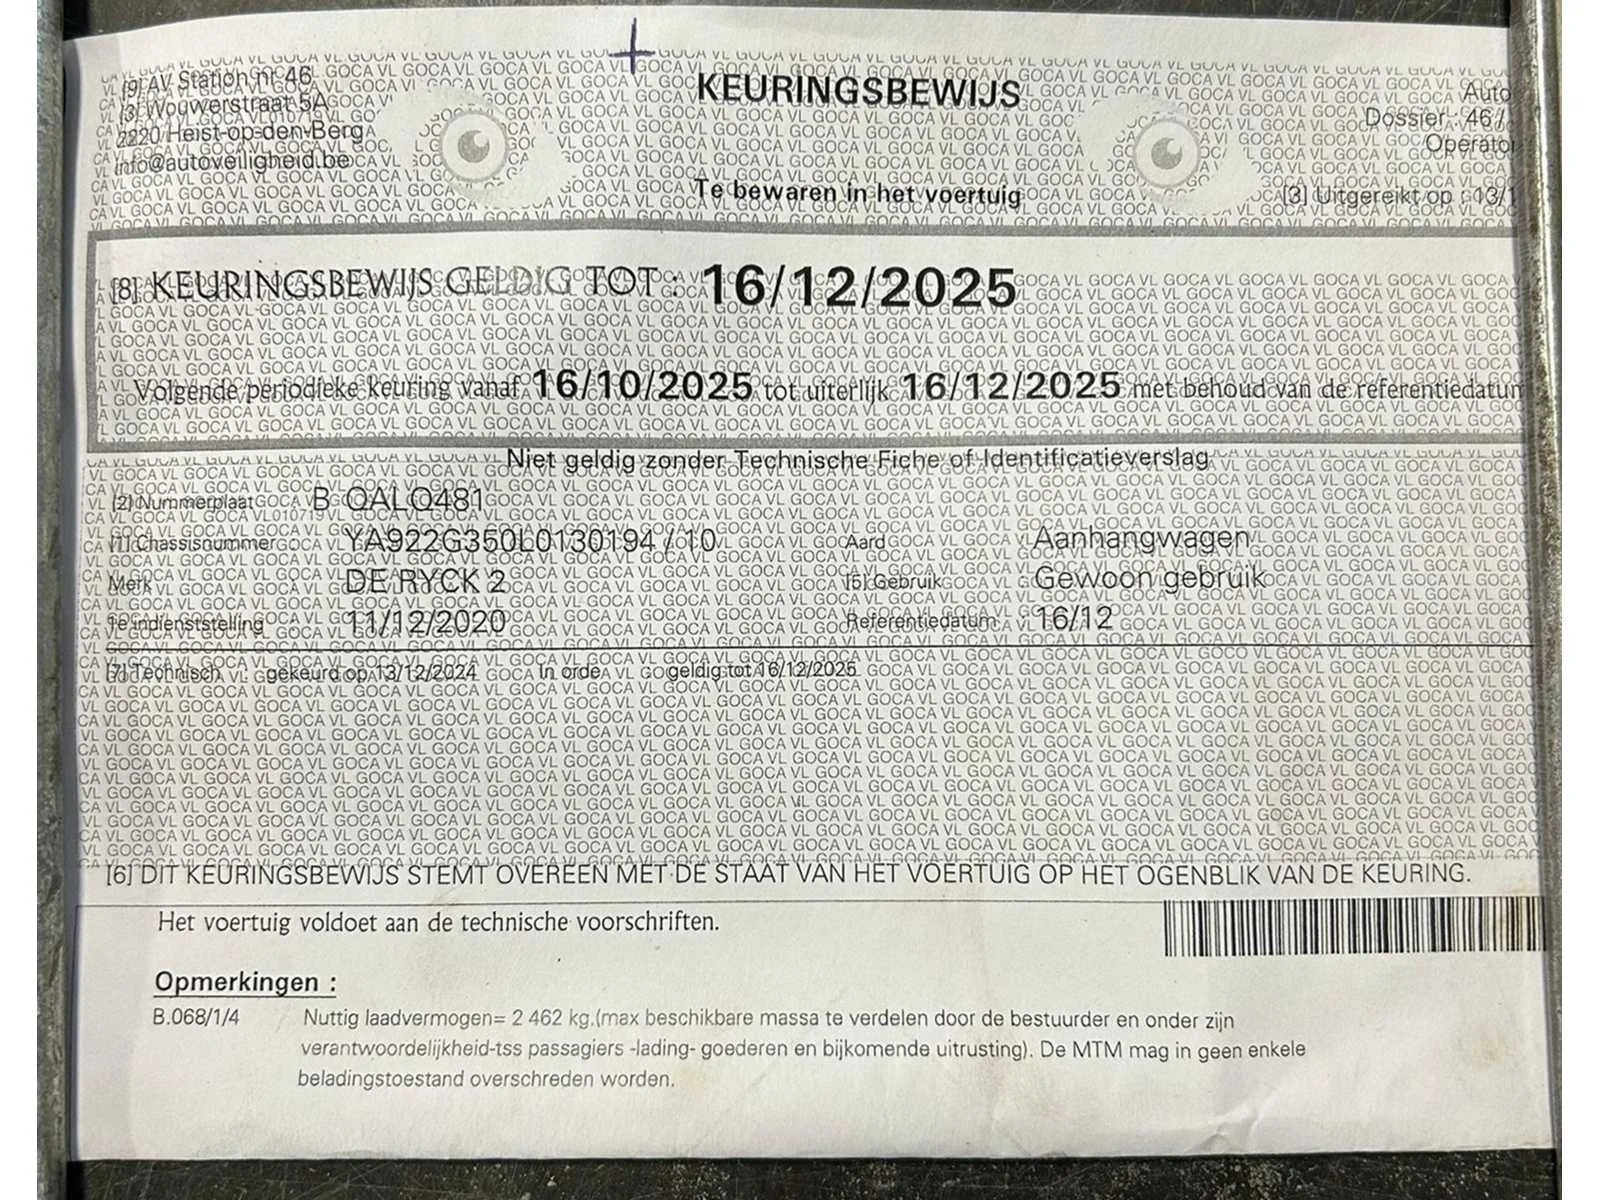 [9] AV Station nr 46
[3] Wouwerstraat 5A
2220 Heist-op-den-Berg
info@autoveiligheid.be
KEURINGSBEWIJS
Te bewaren in het voertuig
Auto
Dossier : 46 /
Operator
[3] Uitgereikt op : 13/1
[8] KEURINGSBEWIJS GELDIG TOT : 16/12/2025
Volgende periodieke keuring vanaf 16/10/2025 tot uiterlijk 16/12/2025 met behoud van de referentiedatum
Niet geldig zonder Technische Fiche of Identificatieverslag
[2] Nummerplaat B QALQ481
[1] Chassisnummer YA922G350L0130194 / 10 Aard Aanhangwagen
Merk DE RYCK 2 [5] Gebruik Gewoon gebruik
1e indienststelling 11/12/2020 Referentiedatum 16/12
[7] Technisch : gekeurd op 13/12/2024 In orde geldig tot 16/12/2025
[6] DIT KEURINGSBEWIJS STEMT OVEREEN MET DE STAAT VAN HET VOERTUIG OP HET OGENBLIK VAN DE KEURING.
Het voertuig voldoet aan de technische voorschriften.
Opmerkingen :
B.068/1/4 Nuttig laadvermogen= 2 462 kg.(max beschikbare massa te verdelen door de bestuurder en onder zijn
verantwoordelijkheid-tss passagiers -lading- goederen en bijkomende uitrusting). De MTM mag in geen enkele
beladingstoestand overschreden worden.